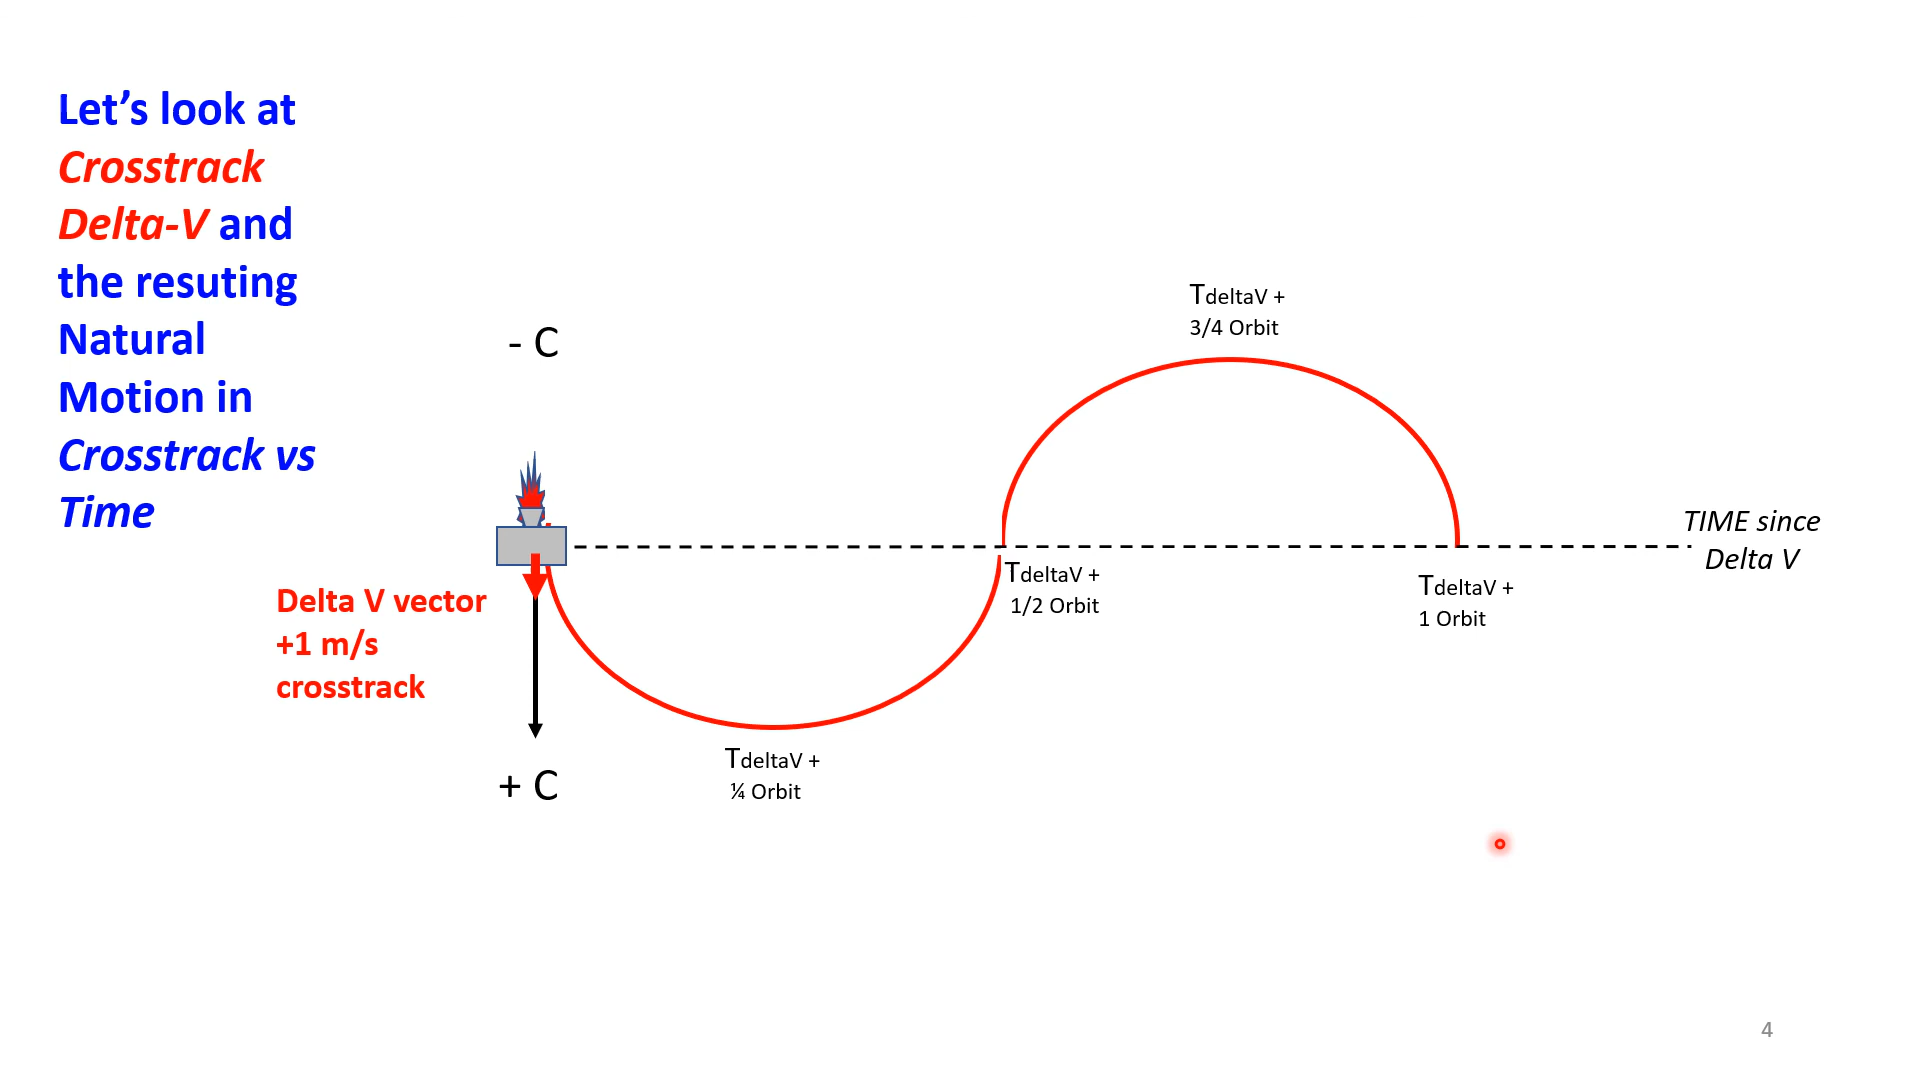 Let’s look at
Crosstrack
Delta-V and
the resuting
Natural
Motion in
Crosstrack vs
Time
- C
TdeltaV +
3/4 Orbit
TIME since
Delta V
TdeltaV +
1/2 Orbit
TdeltaV +
1 Orbit
Delta V vector
+1 m/s
crosstrack
+ C
TdeltaV +
¼ Orbit
4